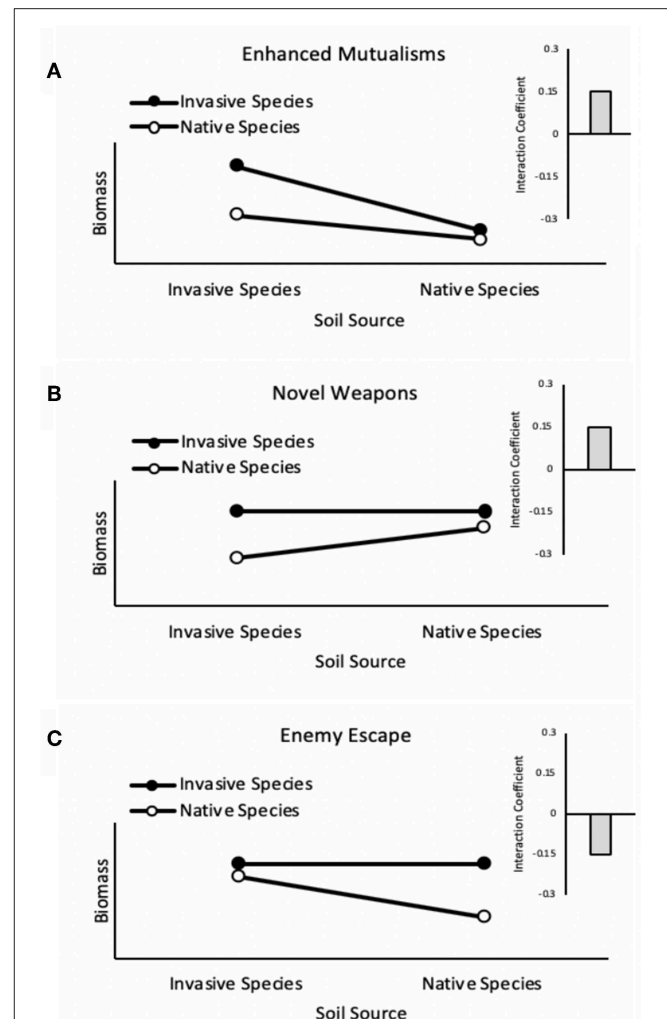 A
Enhanced Mutualisms
Invasive Species
Native Species
Biomass
Invasive Species
Native Species
Soil Source
Interaction Coefficient
0.3
0.15
0
-0.15
-0.3
B
Novel Weapons
Invasive Species
Native Species
Biomass
Invasive Species
Native Species
Soil Source
Interaction Coefficient
0.3
0.15
0
-0.15
-0.3
C
Enemy Escape
Invasive Species
Native Species
Biomass
Invasive Species
Native Species
Soil Source
Interaction Coefficient
0.3
0.15
0
-0.15
-0.3